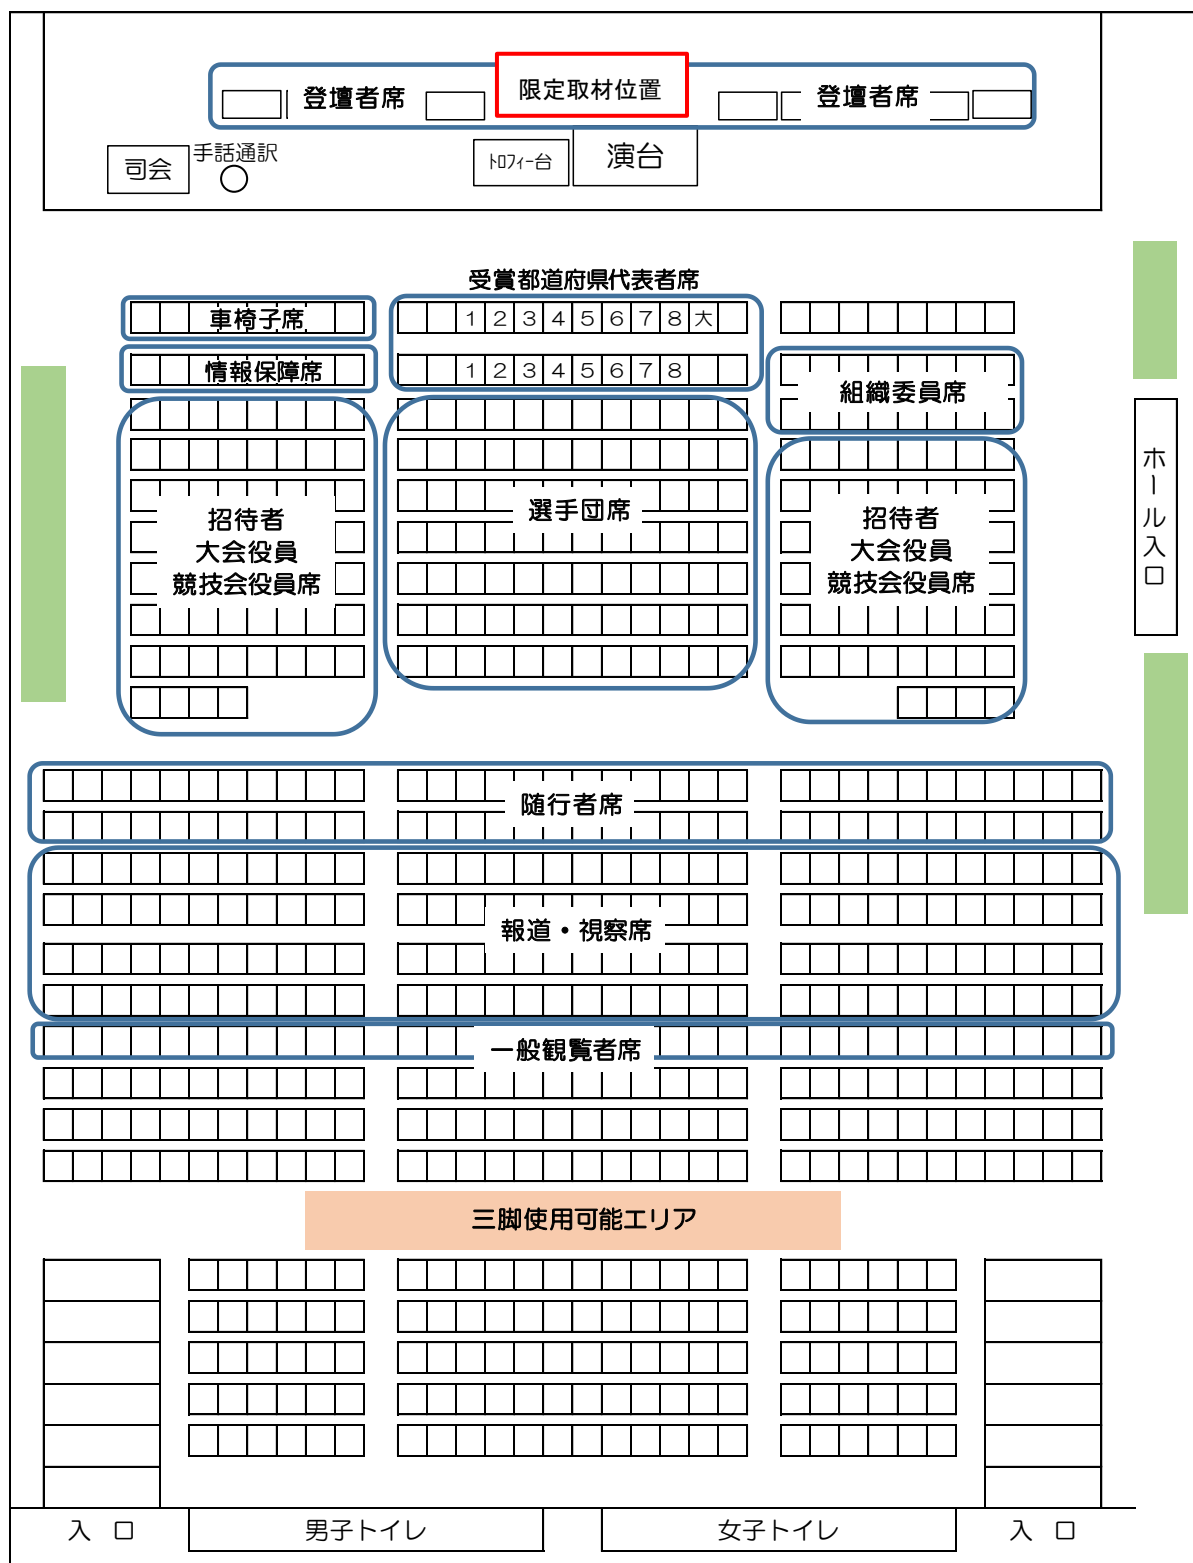 限定取材位置
登壇者席
登壇者席
司会
手話通訳
ﾄﾛﾌｨｰ台
演台
受賞都道府県代表者席
車椅子席
1 2 3 4 5 6 7 8 大
情報保障席
1 2 3 4 5 6 7 8
組織委員席
招待者
大会役員
競技会役員席
選手団席
招待者
大会役員
競技会役員席
ホール入口
随行者席
報道・視察席
一般観覧者席
三脚使用可能エリア
入 口
男子トイレ
女子トイレ
入 口